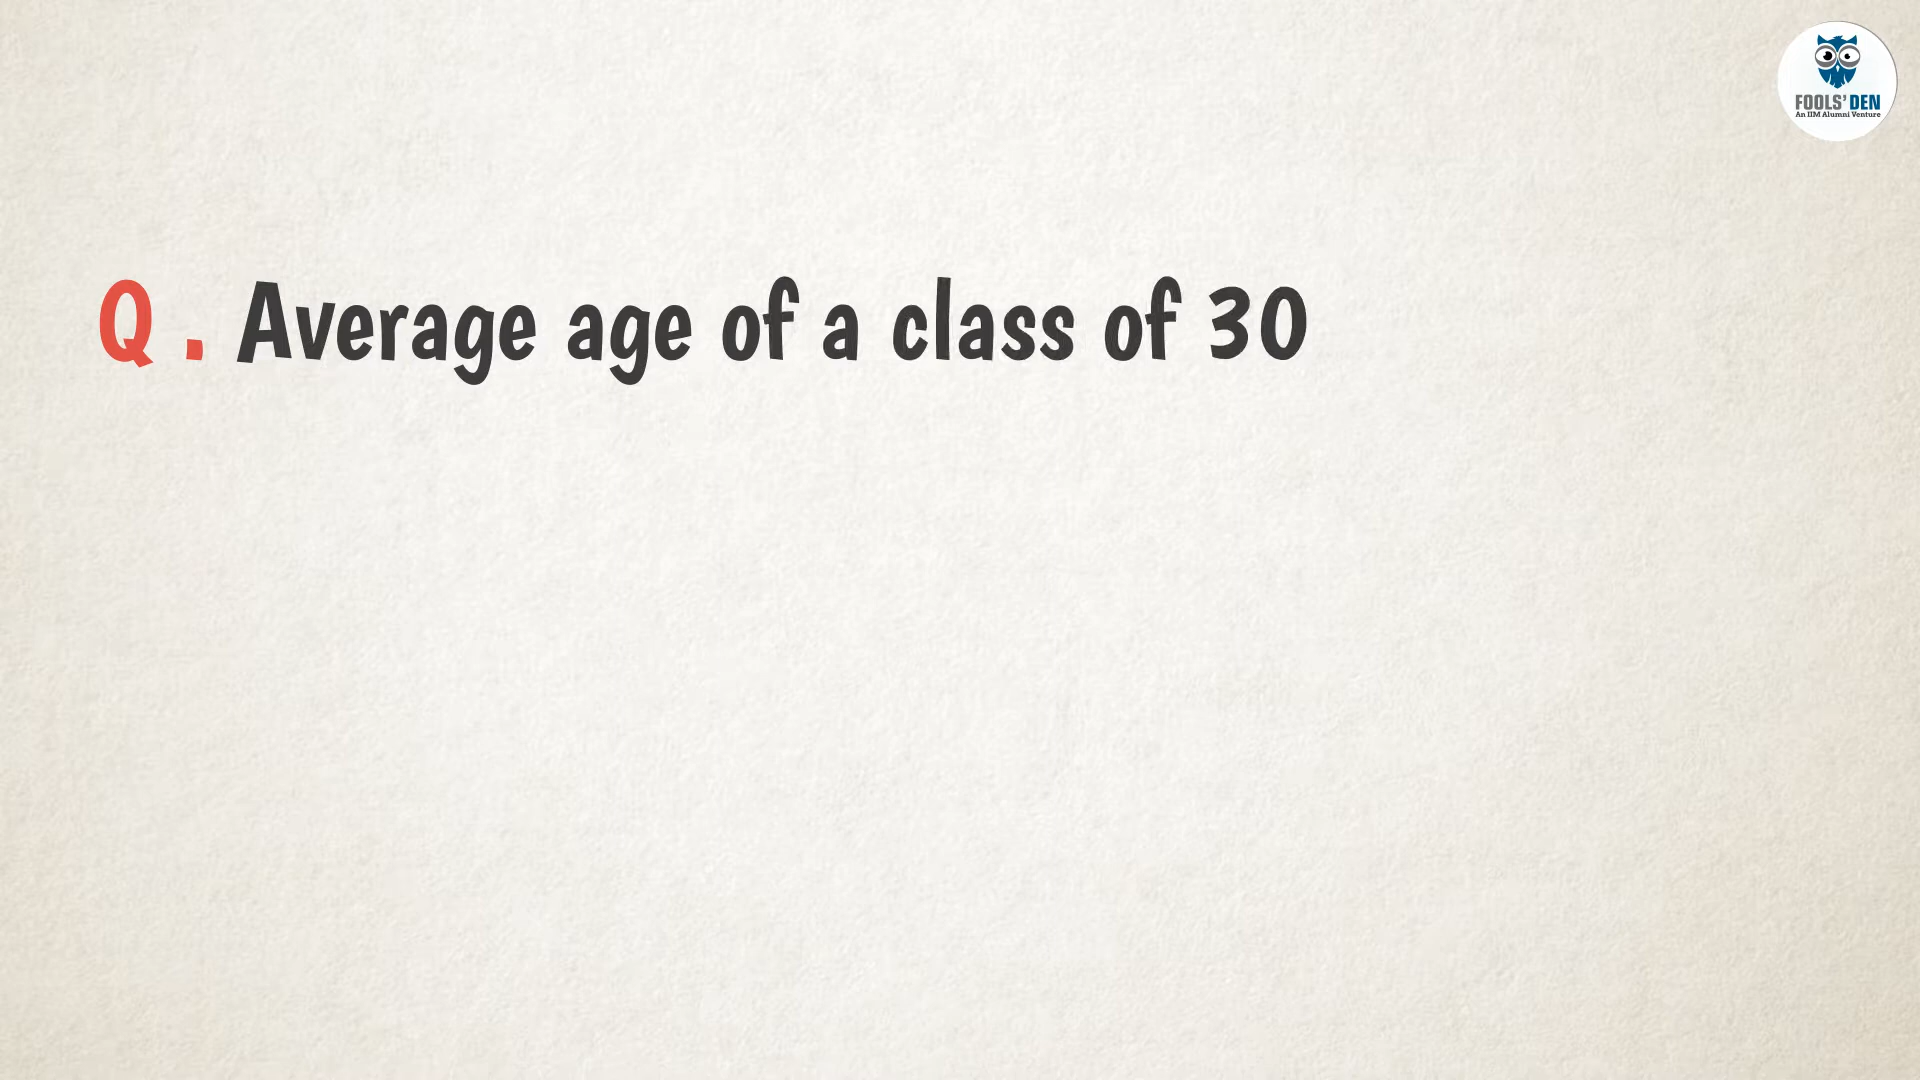 FOOLS' DEN
An IIM Alumni Venture
Q . Average age of a class of 30